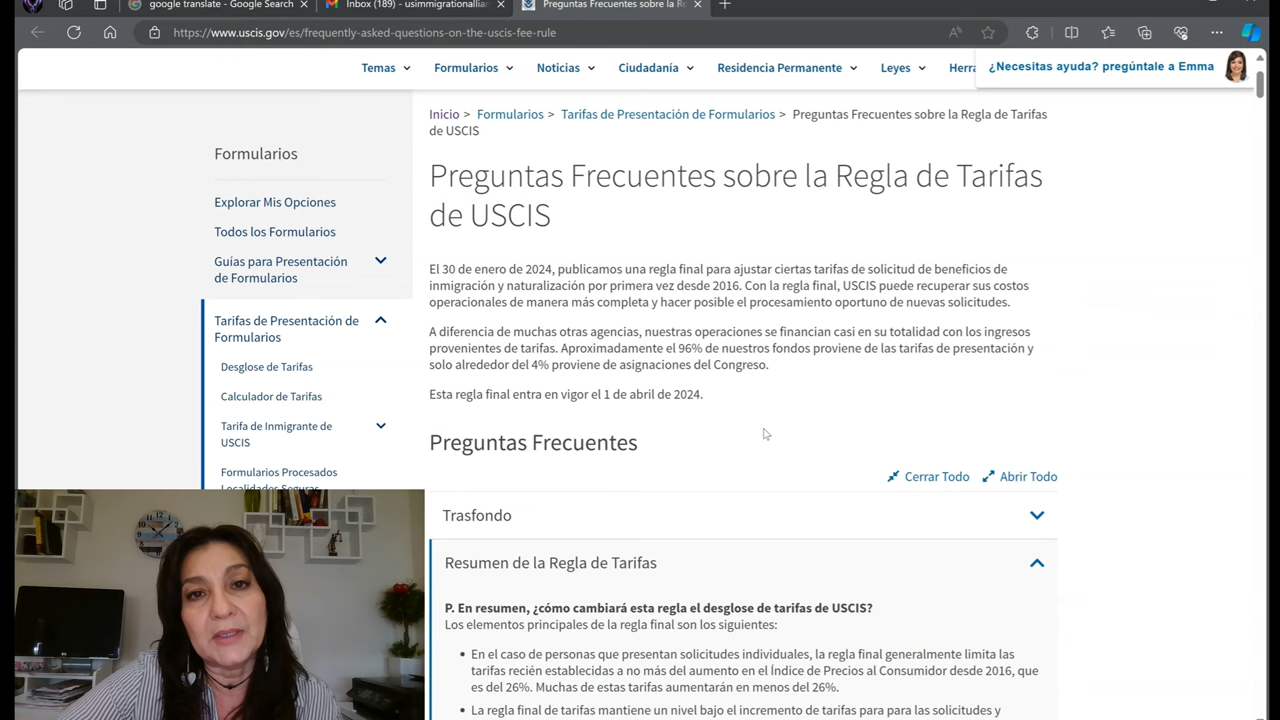 google translate - Google Search
Inbox (189) - usimmigrationallian
Preguntas Frecuentes sobre la Re
https://www.uscis.gov/es/frequently-asked-questions-on-the-uscis-fee-rule
Temas
Formularios
Noticias
Ciudadanía
Residencia Permanente
Leyes
Herra
¿Necesitas ayuda? pregúntale a Emma
Inicio > Formularios > Tarifas de Presentación de Formularios > Preguntas Frecuentes sobre la Regla de Tarifas
de USCIS
Formularios
Explorar Mis Opciones
Todos los Formularios
Guías para Presentación
de Formularios
Tarifas de Presentación de
Formularios
Desglose de Tarifas
Calculador de Tarifas
Tarifa de Inmigrante de
USCIS
Formularios Procesados
Localidades Seguras
Preguntas Frecuentes sobre la Regla de Tarifas
de USCIS
El 30 de enero de 2024, publicamos una regla final para ajustar ciertas tarifas de solicitud de beneficios de
inmigración y naturalización por primera vez desde 2016. Con la regla final, USCIS puede recuperar sus costos
operacionales de manera más completa y hacer posible el procesamiento oportuno de nuevas solicitudes.
A diferencia de muchas otras agencias, nuestras operaciones se financian casi en su totalidad con los ingresos
provenientes de tarifas. Aproximadamente el 96% de nuestros fondos proviene de las tarifas de presentación y
solo alrededor del 4% proviene de asignaciones del Congreso.
Esta regla final entra en vigor el 1 de abril de 2024.
Preguntas Frecuentes
Cerrar Todo
Abrir Todo
Trasfondo
Resumen de la Regla de Tarifas
P. En resumen, ¿cómo cambiará esta regla el desglose de tarifas de USCIS?
Los elementos principales de la regla final son los siguientes:
• En el caso de personas que presentan solicitudes individuales, la regla final generalmente limita las
tarifas recién establecidas a no más del aumento en el Índice de Precios al Consumidor desde 2016, que
es del 26%. Muchas de estas tarifas aumentarán en menos del 26%.
• La regla final de tarifas mantiene un nivel bajo el incremento de tarifas para para las solicitudes y